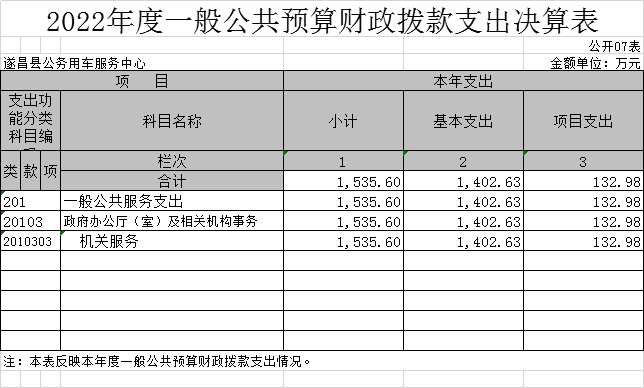 2022年度一般公共预算财政拨款支出决算表
公开07表
遂昌县公务用车服务中心 金额单位：万元
项 目 本年支出
支出功
能分类
科目编
科目名称 小计 基本支出 项目支出
类 款 项 栏次 1 2 3
合计 1,535.60 1,402.63 132.98
201 一般公共服务支出 1,535.60 1,402.63 132.98
20103 政府办公厅（室）及相关机构事务 1,535.60 1,402.63 132.98
2010303 机关服务 1,535.60 1,402.63 132.98
注：本表反映本年度一般公共预算财政拨款支出情况。